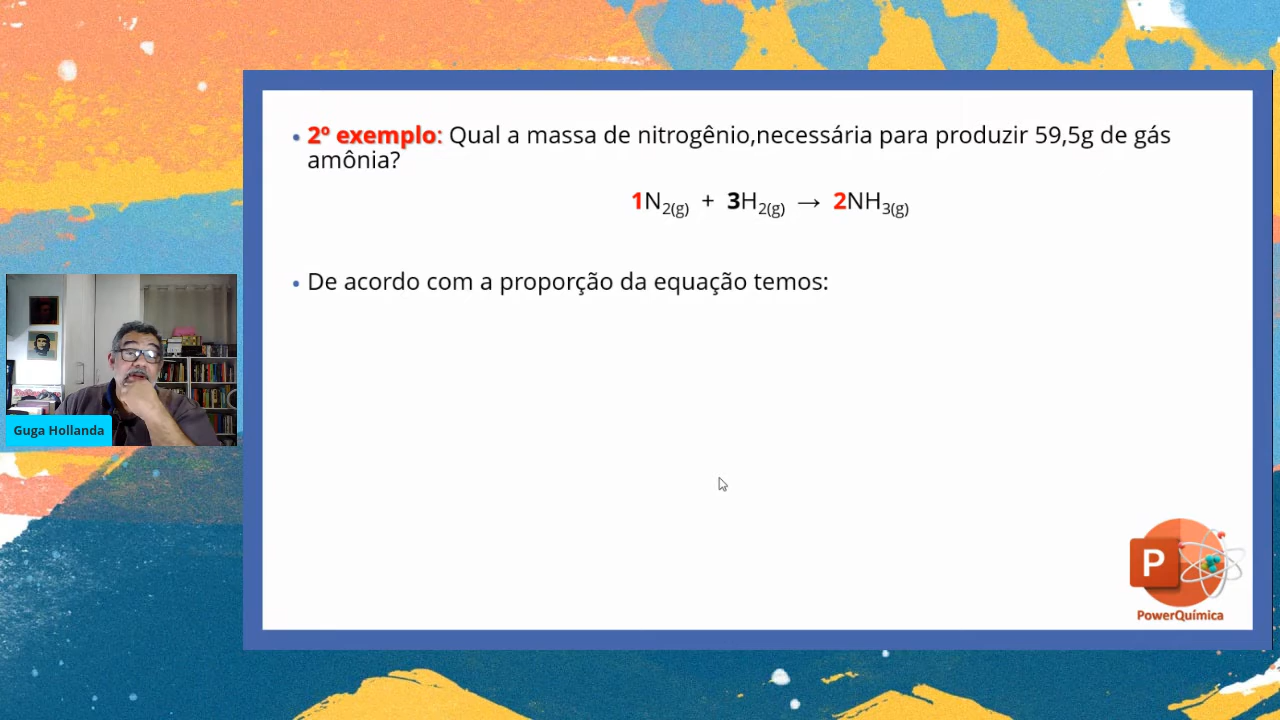 • 2º exemplo: Qual a massa de nitrogênio,necessária para produzir 59,5g de gás
amônia?
1N2(g) + 3H2(g) → 2NH3(g)
• De acordo com a proporção da equação temos:
Guga Hollanda
P
PowerQuímica